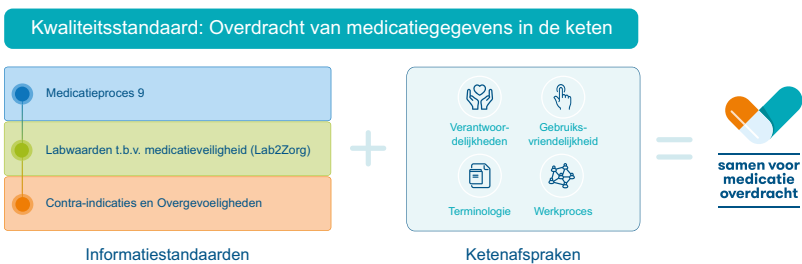 Kwaliteitsstandaard: Overdracht van medicatiegegevens in de keten
Medicatieproces 9
Labwaarden t.b.v. medicatieveiligheid (Lab2Zorg)
Contra-indicaties en Overgevoeligheden
Informatiestandaarden
+
Verantwoor-
delijkheden
Gebruiks-
vriendelijkheid
Terminologie
Werkproces
Ketenafspraken
=
samen voor
medicatie
overdracht